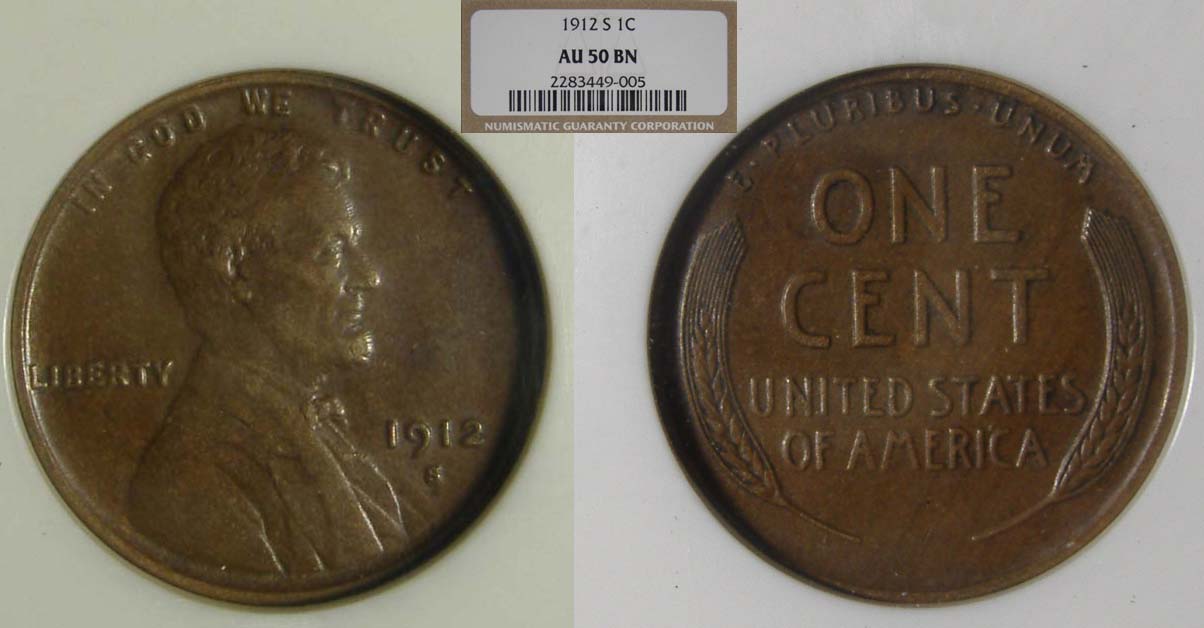 1912 S 1C
AU 50 BN
2283449-005
NUMISMATIC GUARANTY CORPORATION
IN GOD WE TRUST
LIBERTY
1912
S
E·PLURIBUS·UNUM
ONE
CENT
UNITED STATES
OF AMERICA